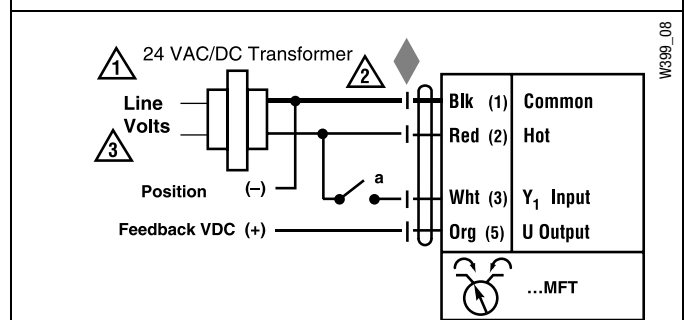 W399_08
1 24 VAC/DC Transformer 2
Line
Volts
3
Blk (1) Common
Red (2) Hot
a
Position (–)
Wht (3) Y₁ Input
Feedback VDC (+)
Org (5) U Output
...MFT